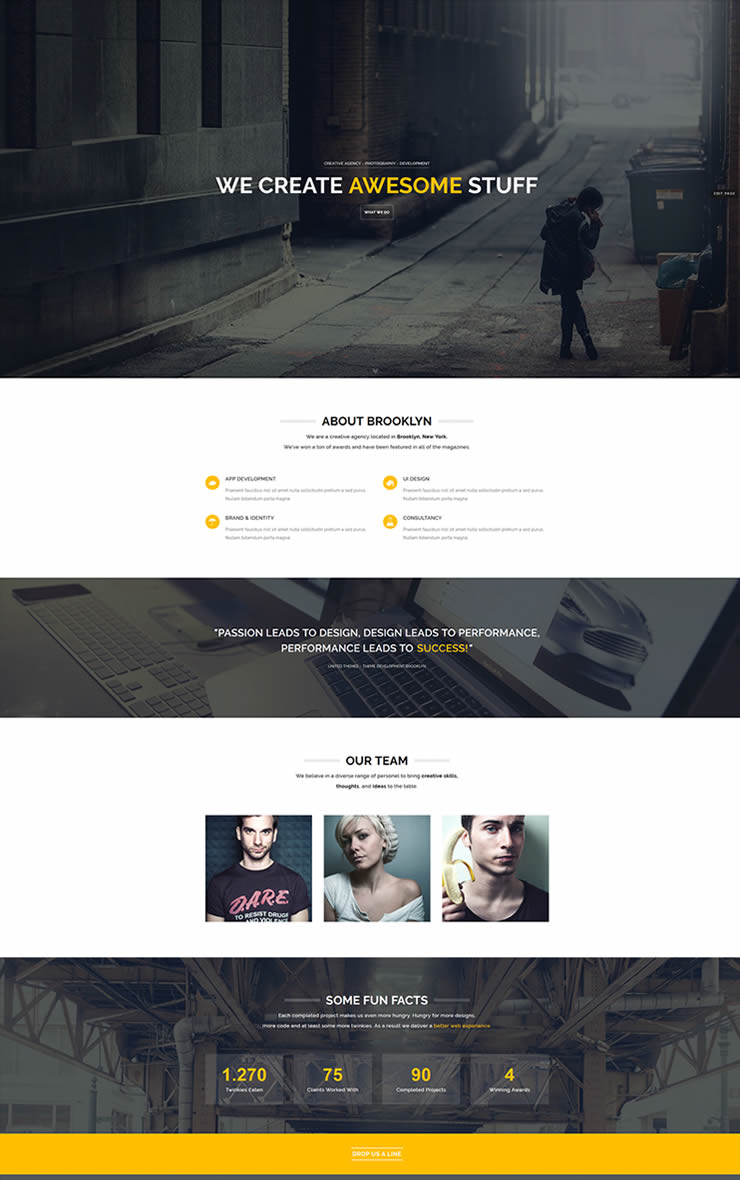 CREATIVE AGENCY - PHOTOGRAPHY - DEVELOPMENT
WE CREATE AWESOME STUFF
EDIT PAGE
WHAT WE DO
ABOUT BROOKLYN
We are a creative agency located in Brooklyn, New York.
We've won a ton of awards and have been featured in all of the magazines.
APP DEVELOPMENT
Praesent faucibus nisl sit amet nulla sollicitudin pretium a sed purus.
Nullam bibendum porta magna.
UI DESIGN
Praesent faucibus nisl sit amet nulla sollicitudin pretium a sed purus.
Nullam bibendum porta magna.
BRAND & IDENTITY
Praesent faucibus nisl sit amet nulla sollicitudin pretium a sed purus.
Nullam bibendum porta magna.
CONSULTANCY
Praesent faucibus nisl sit amet nulla sollicitudin pretium a sed purus.
Nullam bibendum porta magna.
"PASSION LEADS TO DESIGN, DESIGN LEADS TO PERFORMANCE,
PERFORMANCE LEADS TO SUCCESS!"
UNITED THEMES - THEME DEVELOPMENT BROOKLYN
OUR TEAM
We believe in a diverse range of personel to bring creative skills,
thoughts, and ideas to the table.
D.A.R.E.
TO RESIST DRUGS
AND VIOLENCE
SOME FUN FACTS
Each completed project makes us even more hungry. Hungry for more designs,
more code and at least some more twinkies. As a result we deliver a better web experience.
1.270
Twinkies Eaten
75
Clients Worked With
90
Completed Projects
4
Winning Awards
DROP US A LINE